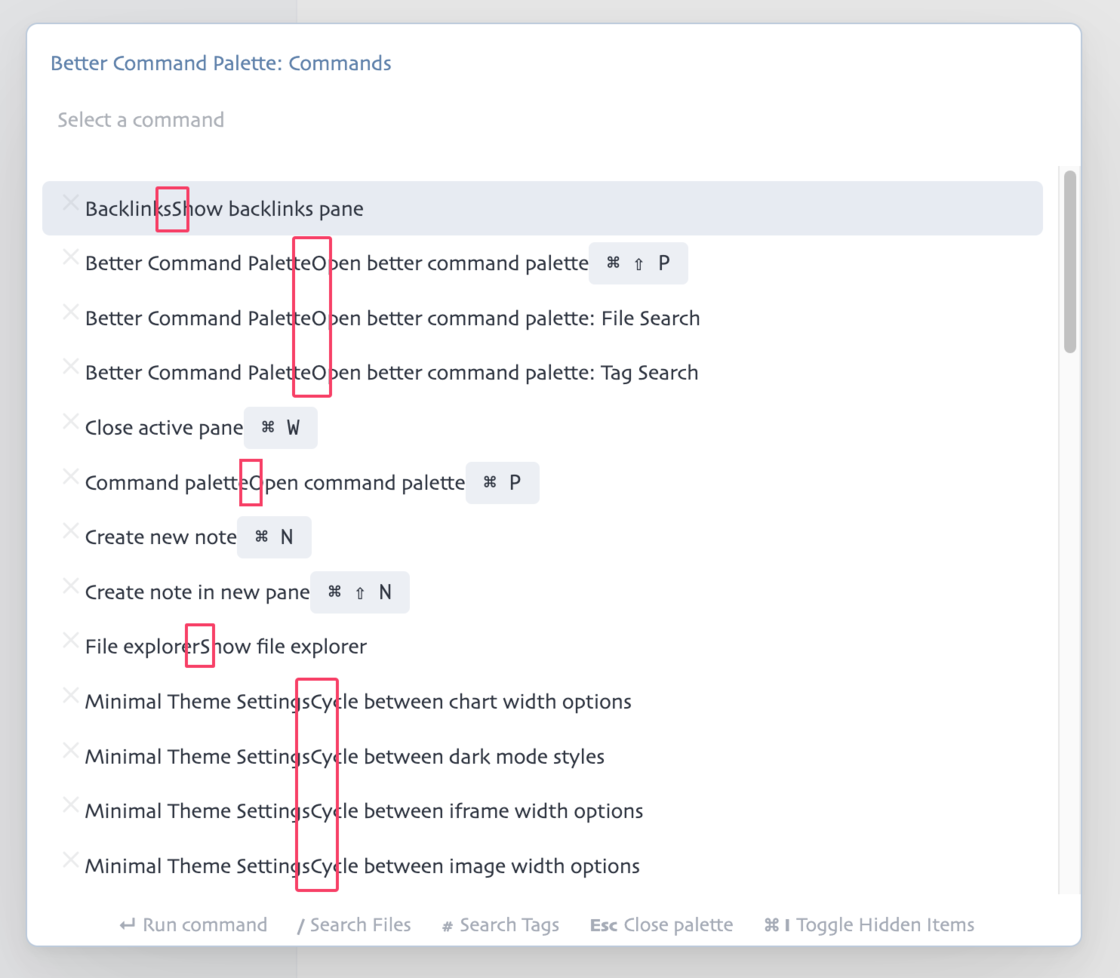 Better Command Palette: Commands
Select a command
BacklinksShow backlinks pane
Better Command PaletteOpen better command palette ⌘ ⇧ P
Better Command PaletteOpen better command palette: File Search
Better Command PaletteOpen better command palette: Tag Search
Close active pane ⌘ W
Command paletteOpen command palette ⌘ P
Create new note ⌘ N
Create note in new pane ⌘ ⇧ N
File explorerShow file explorer
Minimal Theme SettingsCycle between chart width options
Minimal Theme SettingsCycle between dark mode styles
Minimal Theme SettingsCycle between iframe width options
Minimal Theme SettingsCycle between image width options
↵ Run command / Search Files # Search Tags Esc Close palette ⌘ I Toggle Hidden Items